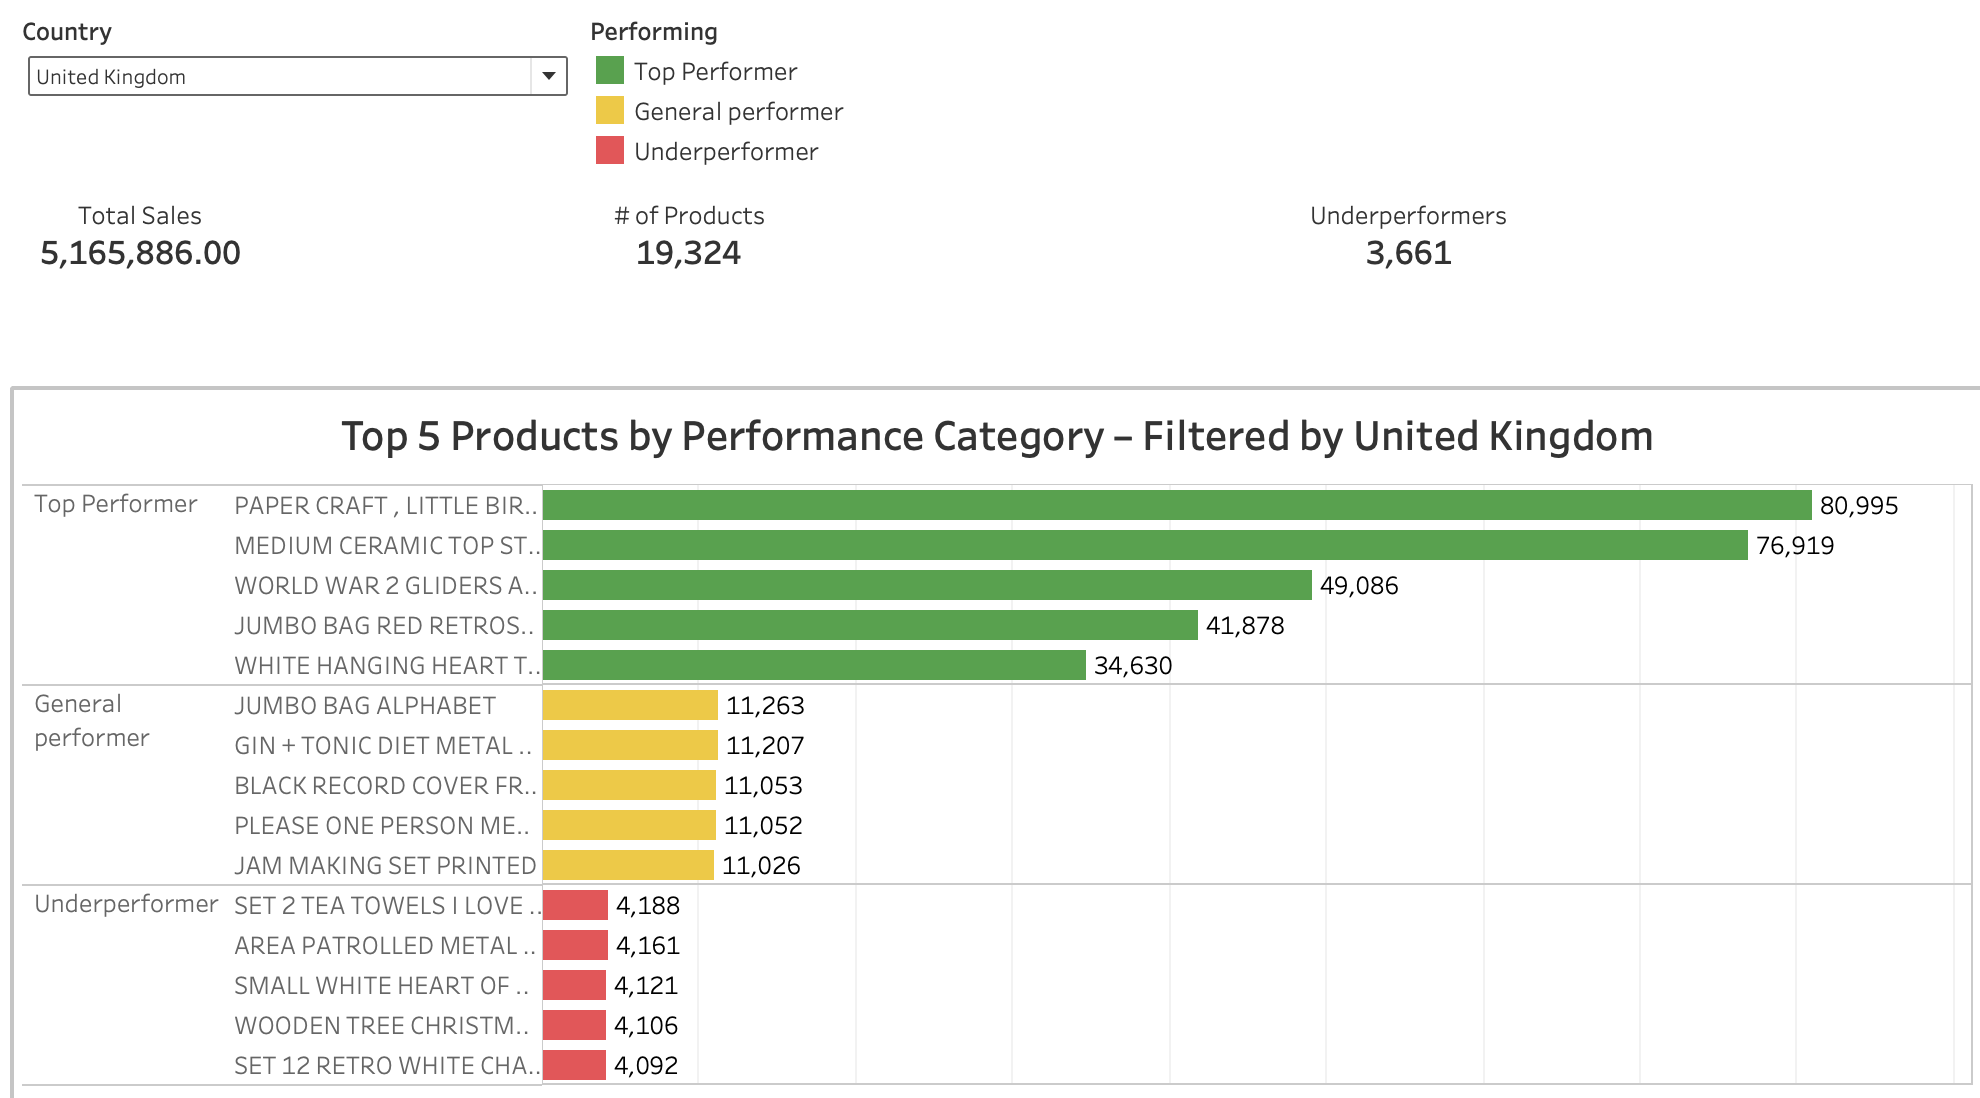 Country
United Kingdom
Performing
Top Performer
General performer
Underperformer
Total Sales
5,165,886.00
# of Products
19,324
Underperformers
3,661
Top 5 Products by Performance Category – Filtered by United Kingdom
Top Performer PAPER CRAFT , LITTLE BIR.. 80,995
MEDIUM CERAMIC TOP ST.. 76,919
WORLD WAR 2 GLIDERS A.. 49,086
JUMBO BAG RED RETROS.. 41,878
WHITE HANGING HEART T.. 34,630
General performer JUMBO BAG ALPHABET 11,263
GIN + TONIC DIET METAL .. 11,207
BLACK RECORD COVER FR.. 11,053
PLEASE ONE PERSON ME.. 11,052
JAM MAKING SET PRINTED 11,026
Underperformer SET 2 TEA TOWELS I LOVE .. 4,188
AREA PATROLLED METAL .. 4,161
SMALL WHITE HEART OF .. 4,121
WOODEN TREE CHRISTM.. 4,106
SET 12 RETRO WHITE CHA.. 4,092